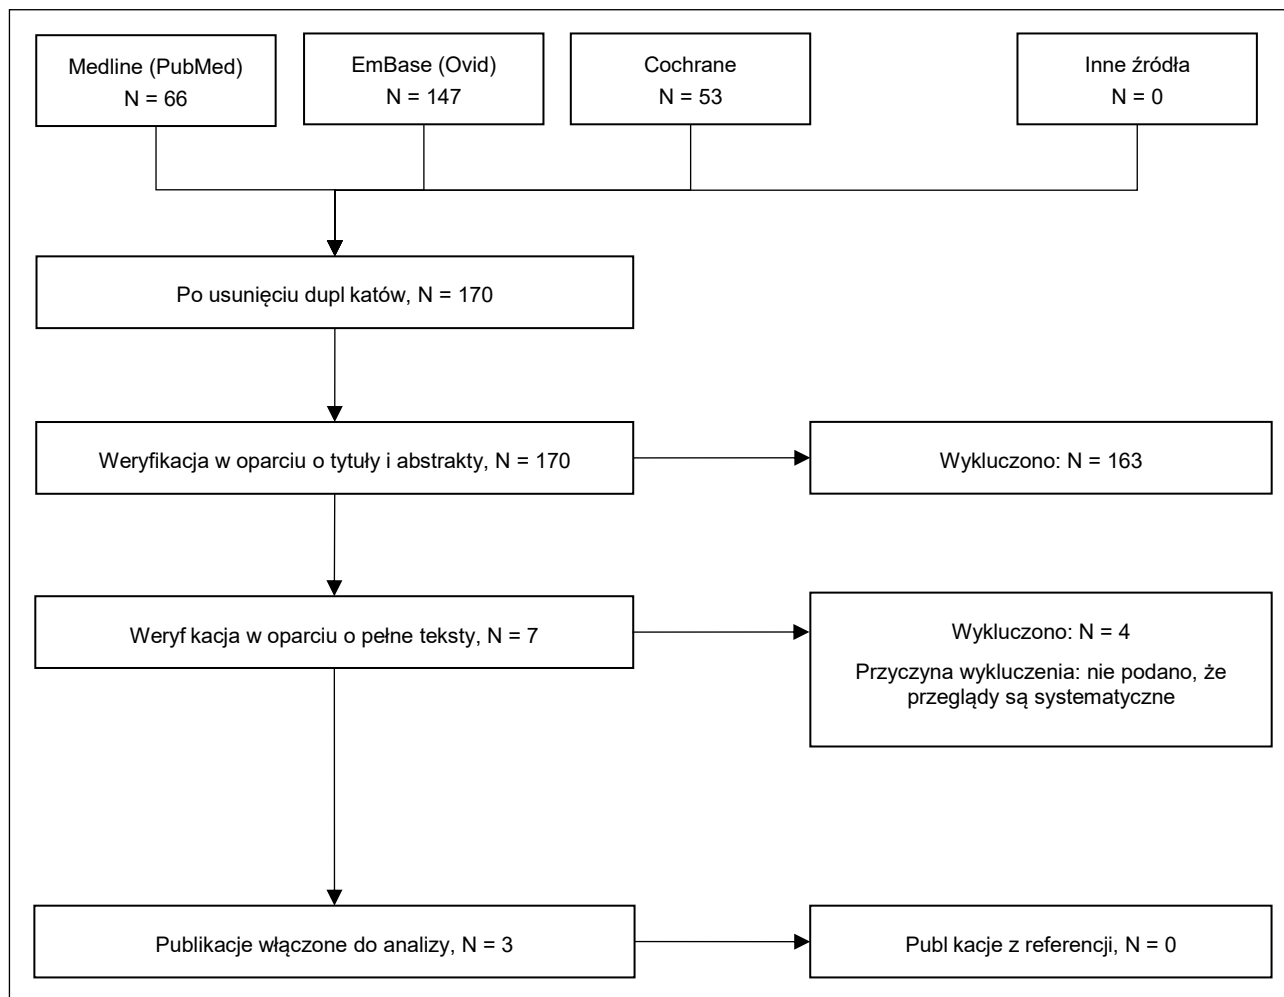 Medline (PubMed)
N = 66
EmBase (Ovid)
N = 147
Cochrane
N = 53
Inne źródła
N = 0
Po usunięciu dupl katów, N = 170
Weryfikacja w oparciu o tytuły i abstrakty, N = 170
Wykluczono: N = 163
Weryf kacja w oparciu o pełne teksty, N = 7
Wykluczono: N = 4
Przyczyna wykluczenia: nie podano, że
przeglądy są systematyczne
Publikacje włączone do analizy, N = 3
Publ kacje z referencji, N = 0